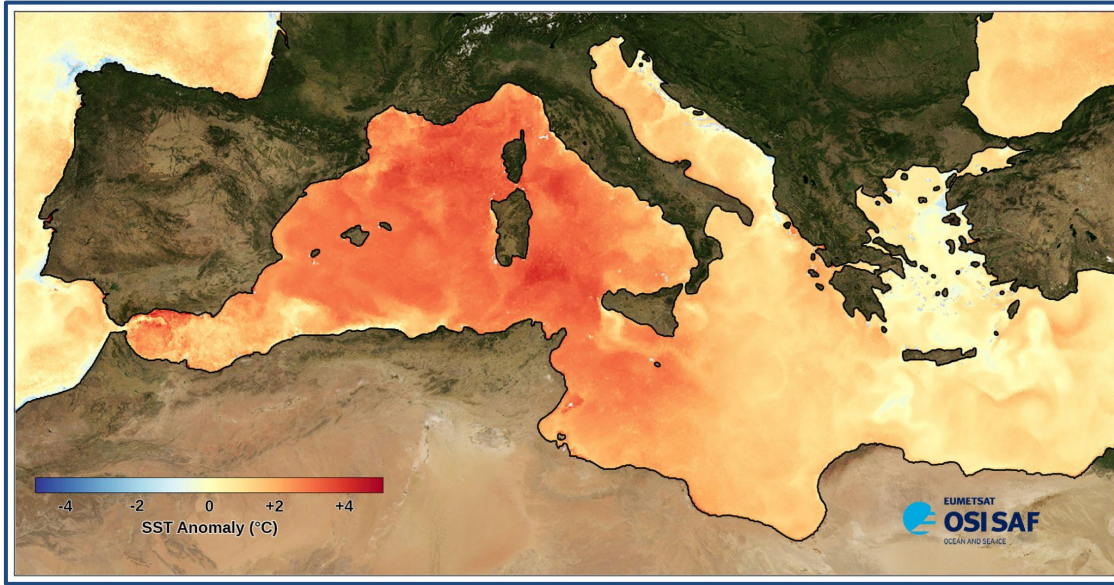 -4 -2 0 +2 +4
SST Anomaly (°C)
EUMETSAT
OSI SAF
OCEAN AND SEA ICE